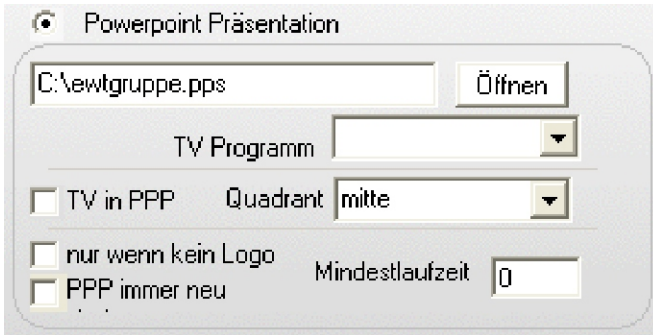 Powerpoint Präsentation
C:\ewtgruppe.pps Öffnen
TV Programm
TV in PPP Quadrant mitte
nur wenn kein Logo
Mindestlaufzeit 0
PPP immer neu